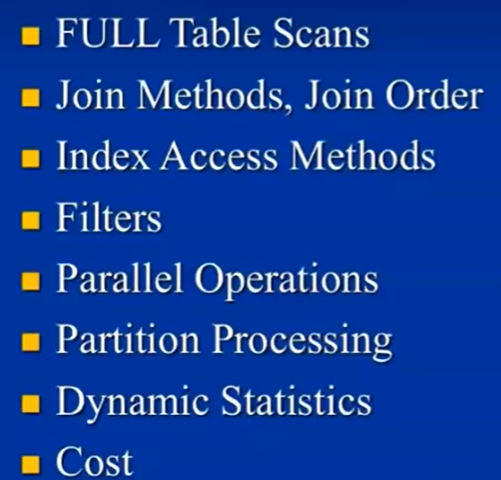 FULL Table Scans
Join Methods, Join Order
Index Access Methods
Filters
Parallel Operations
Partition Processing
Dynamic Statistics
Cost